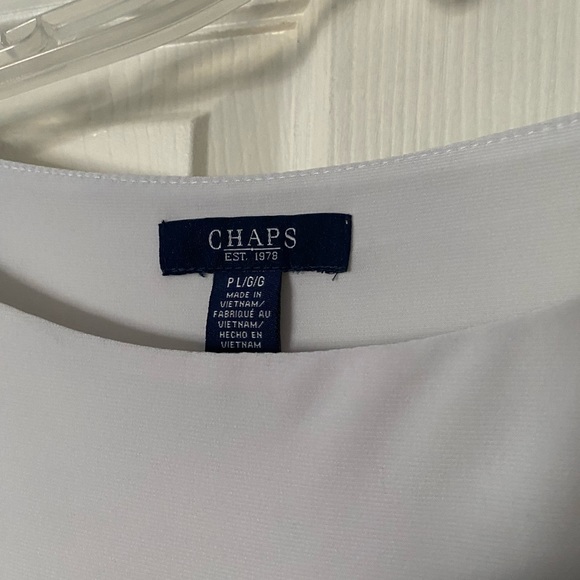 CHAPS
EST. 1978
P L/G/G
MADE IN
VIETNAM/
FABRIQUÉ AU
VIETNAM/
HECHO EN
VIETNAM